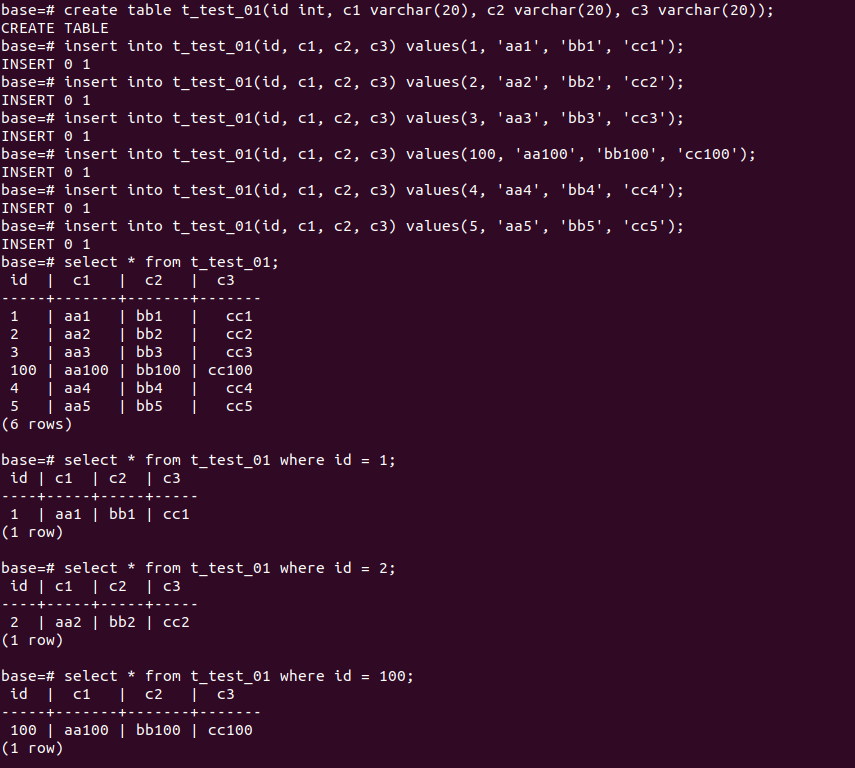 base=# create table t_test_01(id int, c1 varchar(20), c2 varchar(20), c3 varchar(20));
CREATE TABLE
base=# insert into t_test_01(id, c1, c2, c3) values(1, 'aa1', 'bb1', 'cc1');
INSERT 0 1
base=# insert into t_test_01(id, c1, c2, c3) values(2, 'aa2', 'bb2', 'cc2');
INSERT 0 1
base=# insert into t_test_01(id, c1, c2, c3) values(3, 'aa3', 'bb3', 'cc3');
INSERT 0 1
base=# insert into t_test_01(id, c1, c2, c3) values(100, 'aa100', 'bb100', 'cc100');
INSERT 0 1
base=# insert into t_test_01(id, c1, c2, c3) values(4, 'aa4', 'bb4', 'cc4');
INSERT 0 1
base=# insert into t_test_01(id, c1, c2, c3) values(5, 'aa5', 'bb5', 'cc5');
INSERT 0 1
base=# select * from t_test_01;
 id  |  c1   |  c2   |  c3
-----+-------+-------+-------
 1   | aa1   | bb1   |   cc1
 2   | aa2   | bb2   |   cc2
 3   | aa3   | bb3   |   cc3
 100 | aa100 | bb100 | cc100
 4   | aa4   | bb4   |   cc4
 5   | aa5   | bb5   |   cc5
(6 rows)

base=# select * from t_test_01 where id = 1;
 id | c1  | c2  | c3
----+-----+-----+-----
 1  | aa1 | bb1 | cc1
(1 row)

base=# select * from t_test_01 where id = 2;
 id | c1  | c2  | c3
----+-----+-----+-----
 2  | aa2 | bb2 | cc2
(1 row)

base=# select * from t_test_01 where id = 100;
 id  |  c1   |  c2   |  c3
-----+-------+-------+-------
 100 | aa100 | bb100 | cc100
(1 row)